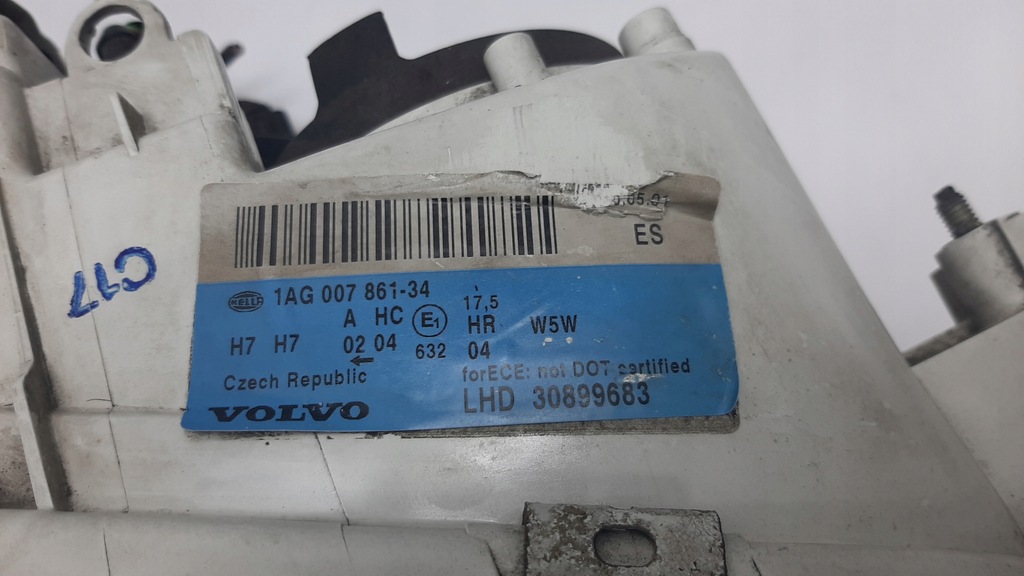 ES
HELLA 1AG 007 861-34 17,5
A HC E1 HR W5W
H7 H7 02 04 632 04
←
Czech Republic forECE: not DOT certified
VOLVO LHD 30899683
C17